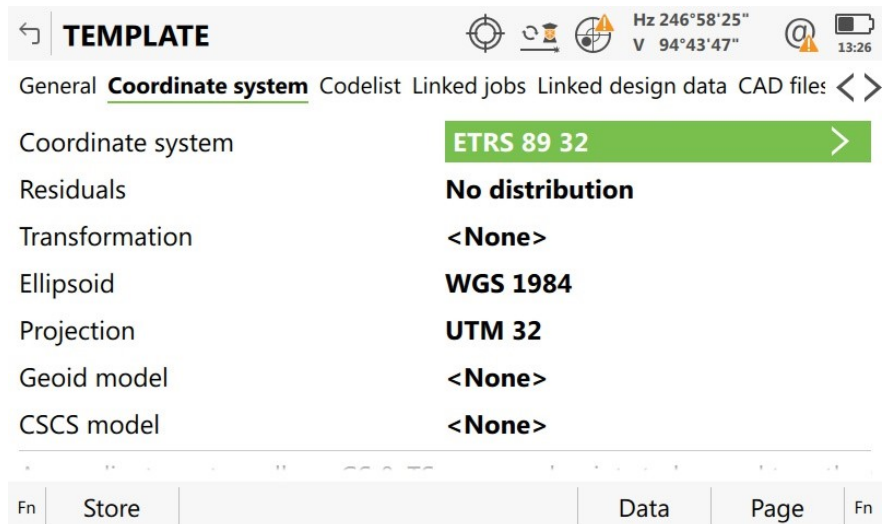 TEMPLATE
Hz 246°58'25"
V 94°43'47"
@
13:26
General Coordinate system Codelist Linked jobs Linked design data CAD files
Coordinate system ETRS 89 32
Residuals No distribution
Transformation <None>
Ellipsoid WGS 1984
Projection UTM 32
Geoid model <None>
CSCS model <None>
Fn Store Data Page Fn